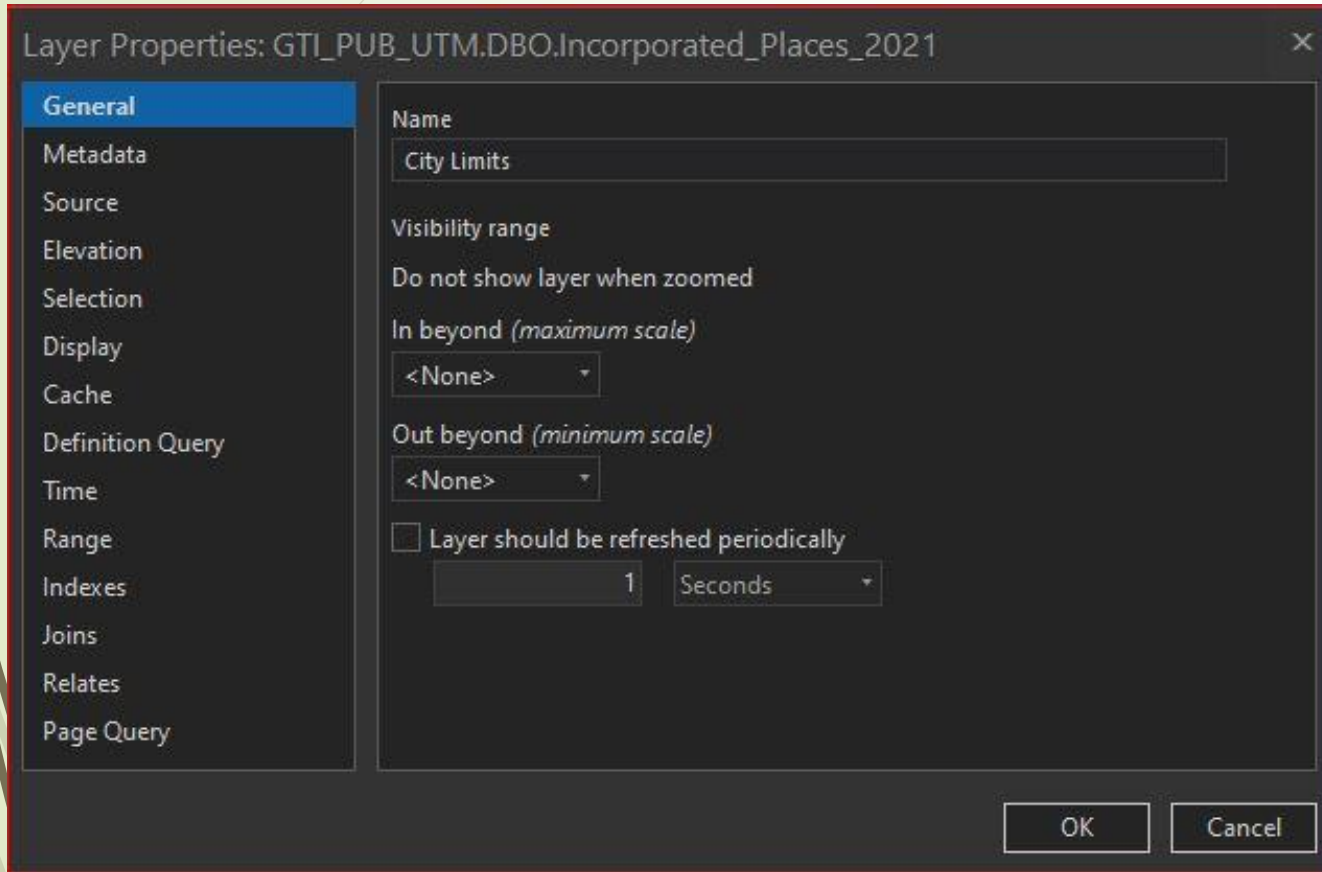 Layer Properties: GTI_PUB_UTM.DBO.Incorporated_Places_2021
General
Metadata
Source
Elevation
Selection
Display
Cache
Definition Query
Time
Range
Indexes
Joins
Relates
Page Query
Name
City Limits
Visibility range
Do not show layer when zoomed
In beyond (maximum scale)
<None>
Out beyond (minimum scale)
<None>
Layer should be refreshed periodically
1 Seconds
OK Cancel